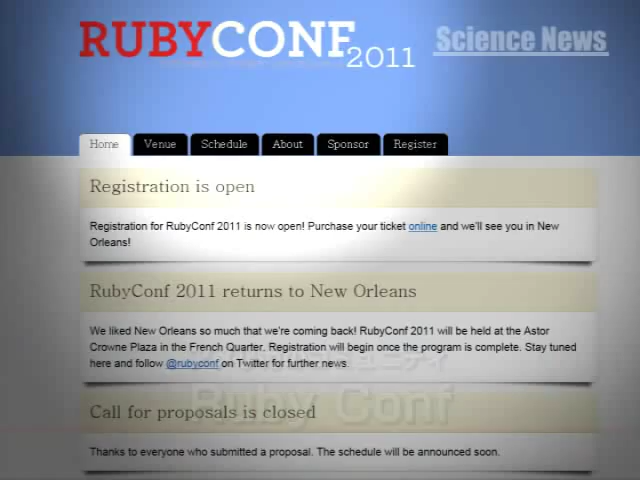 RUBYCONF 2011
Science News
Home Venue Schedule About Sponsor Register
Registration is open
Registration for RubyConf 2011 is now open! Purchase your ticket online and we'll see you in New
Orleans!
RubyConf 2011 returns to New Orleans
We liked New Orleans so much that we're coming back! RubyConf 2011 will be held at the Astor
Crowne Plaza in the French Quarter. Registration will begin once the program is complete. Stay tuned
here and follow @rubyconf on Twitter for further news.
Ruby Conf
Call for proposals is closed
Thanks to everyone who submitted a proposal. The schedule will be announced soon.